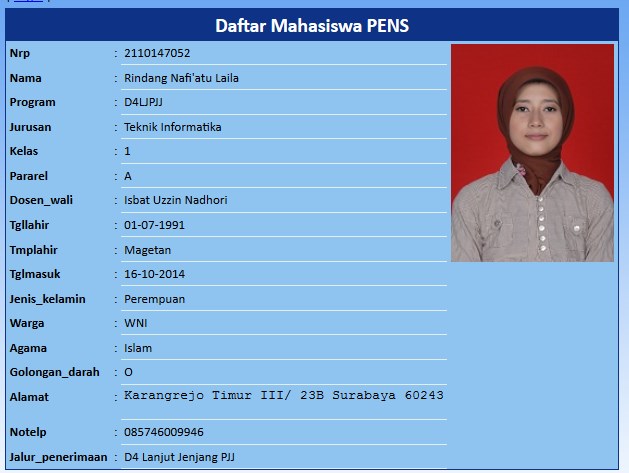 Daftar Mahasiswa PENS
Nrp : 2110147052
Nama : Rindang Nafi'atu Laila
Program : D4LJPJJ
Jurusan : Teknik Informatika
Kelas : 1
Pararel : A
Dosen_wali : Isbat Uzzin Nadhori
Tgllahir : 01-07-1991
Tmplahir : Magetan
Tglmasuk : 16-10-2014
Jenis_kelamin : Perempuan
Warga : WNI
Agama : Islam
Golongan_darah : O
Alamat : Karangrejo Timur III/ 23B Surabaya 60243
Notelp : 085746009946
Jalur_penerimaan : D4 Lanjut Jenjang PJJ